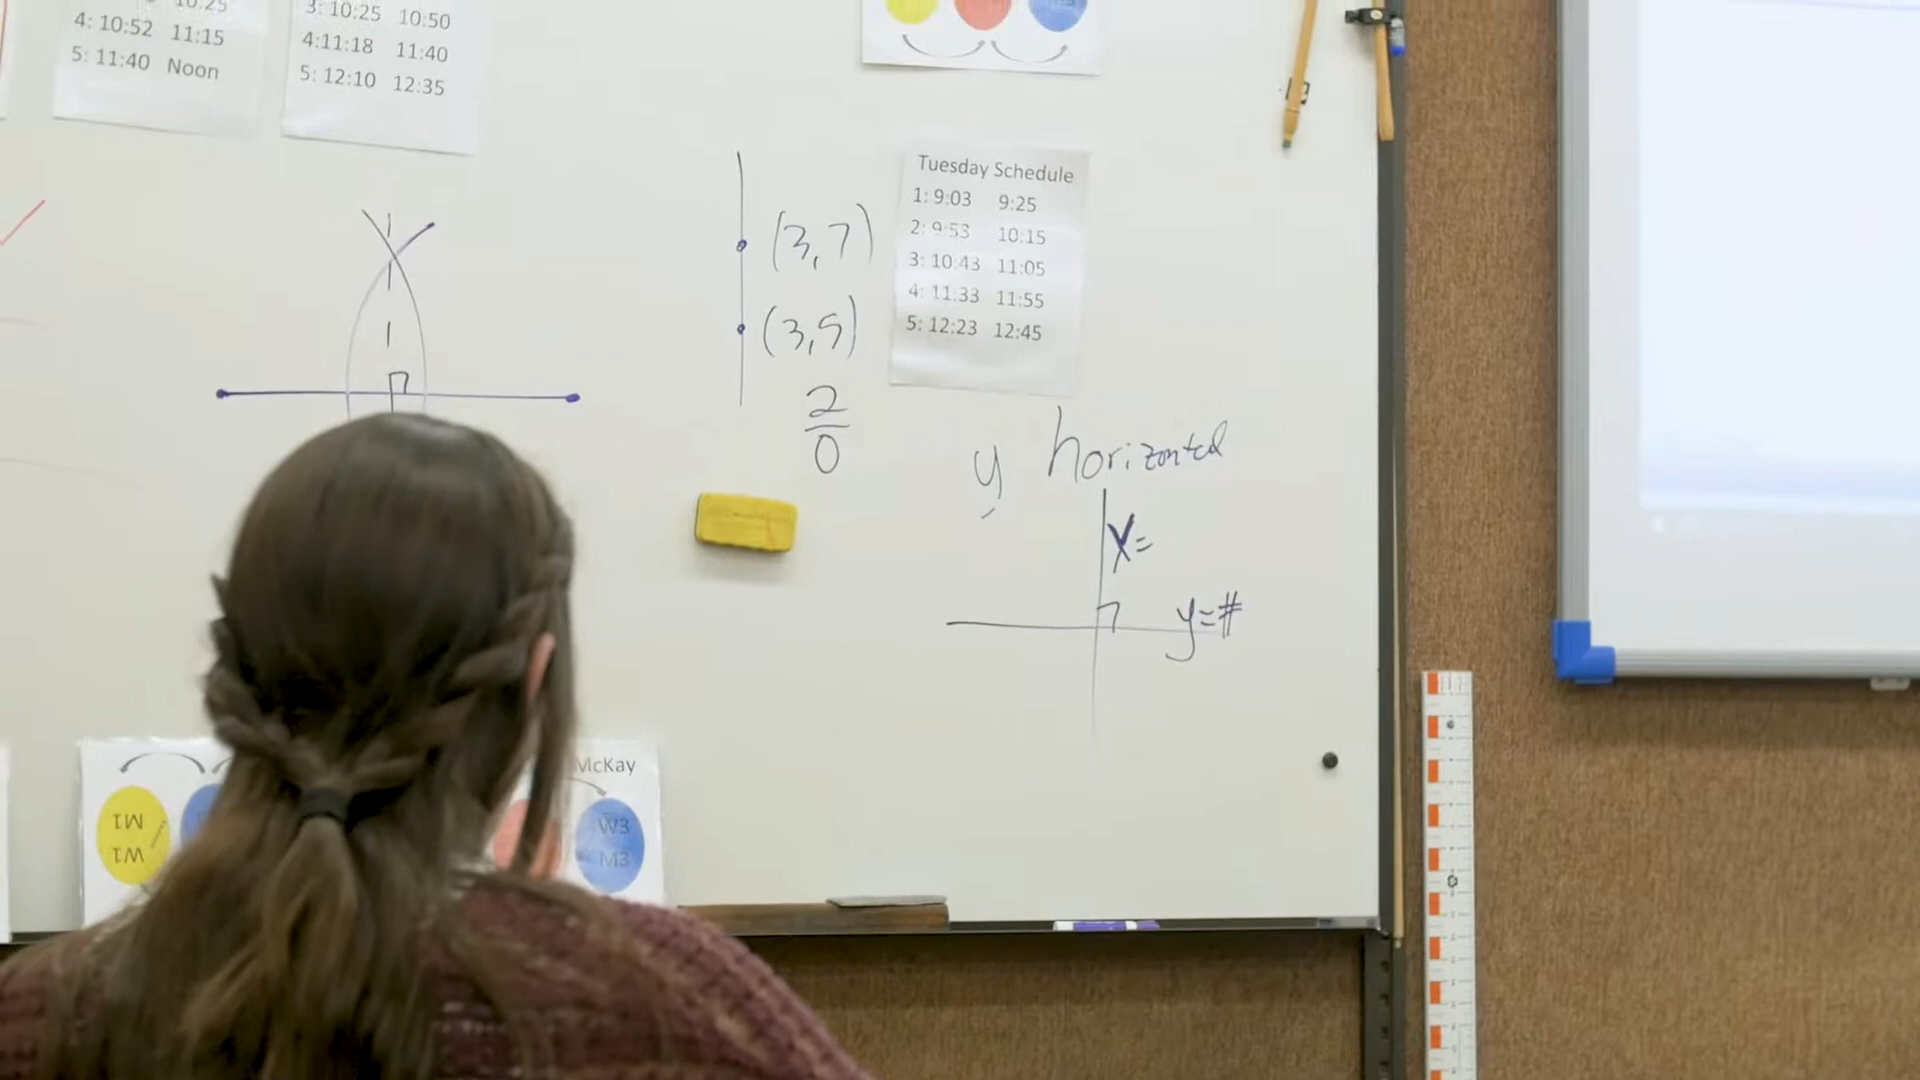 4: 10:52 11:15
5: 11:40 Noon
3: 10:25 10:50
4:11:18 11:40
5: 12:10 12:35
Tuesday Schedule
1: 9:03 9:25
2: 9:53 10:15
3: 10:43 11:05
4: 11:33 11:55
5: 12:23 12:45
(3,7)
(3,5)
2
0
y horizontal
x=
y=#
M1
W1
McKay
W3
M3